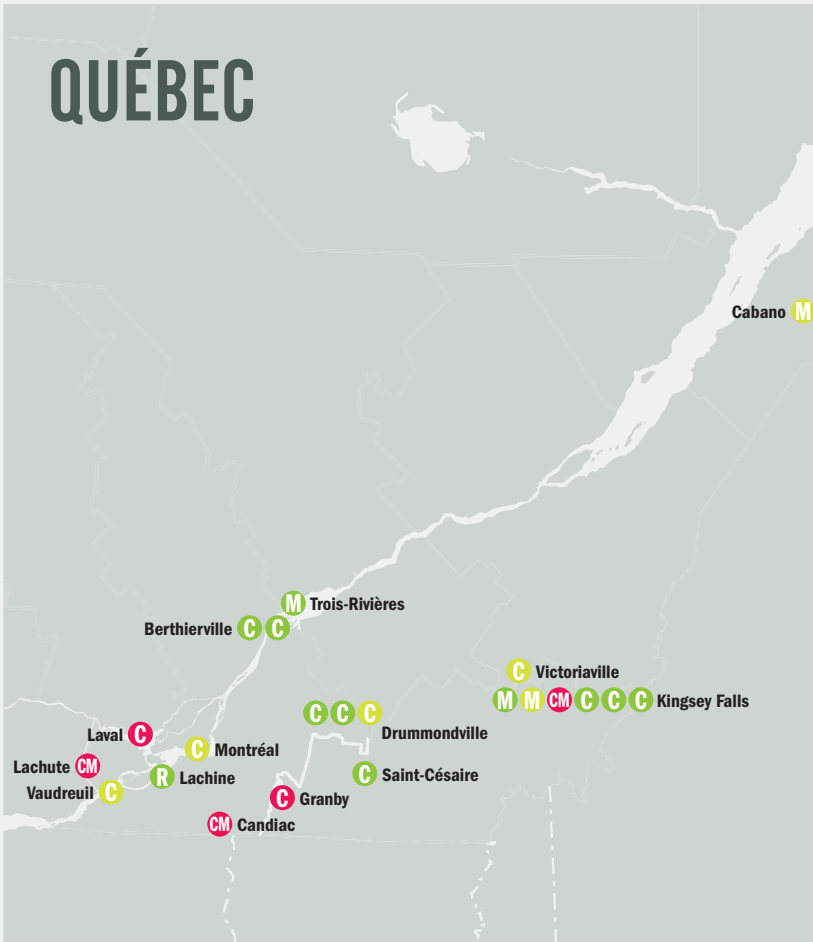 QUÉBEC
Cabano M
M Trois-Rivières
Berthierville C C
C Victoriaville
M M CM C C C Kingsey Falls
C C C
Drummondville
Laval C
C Montréal
Lachute CM
R Lachine
C Saint-Césaire
Vaudreuil C
C Granby
CM Candiac